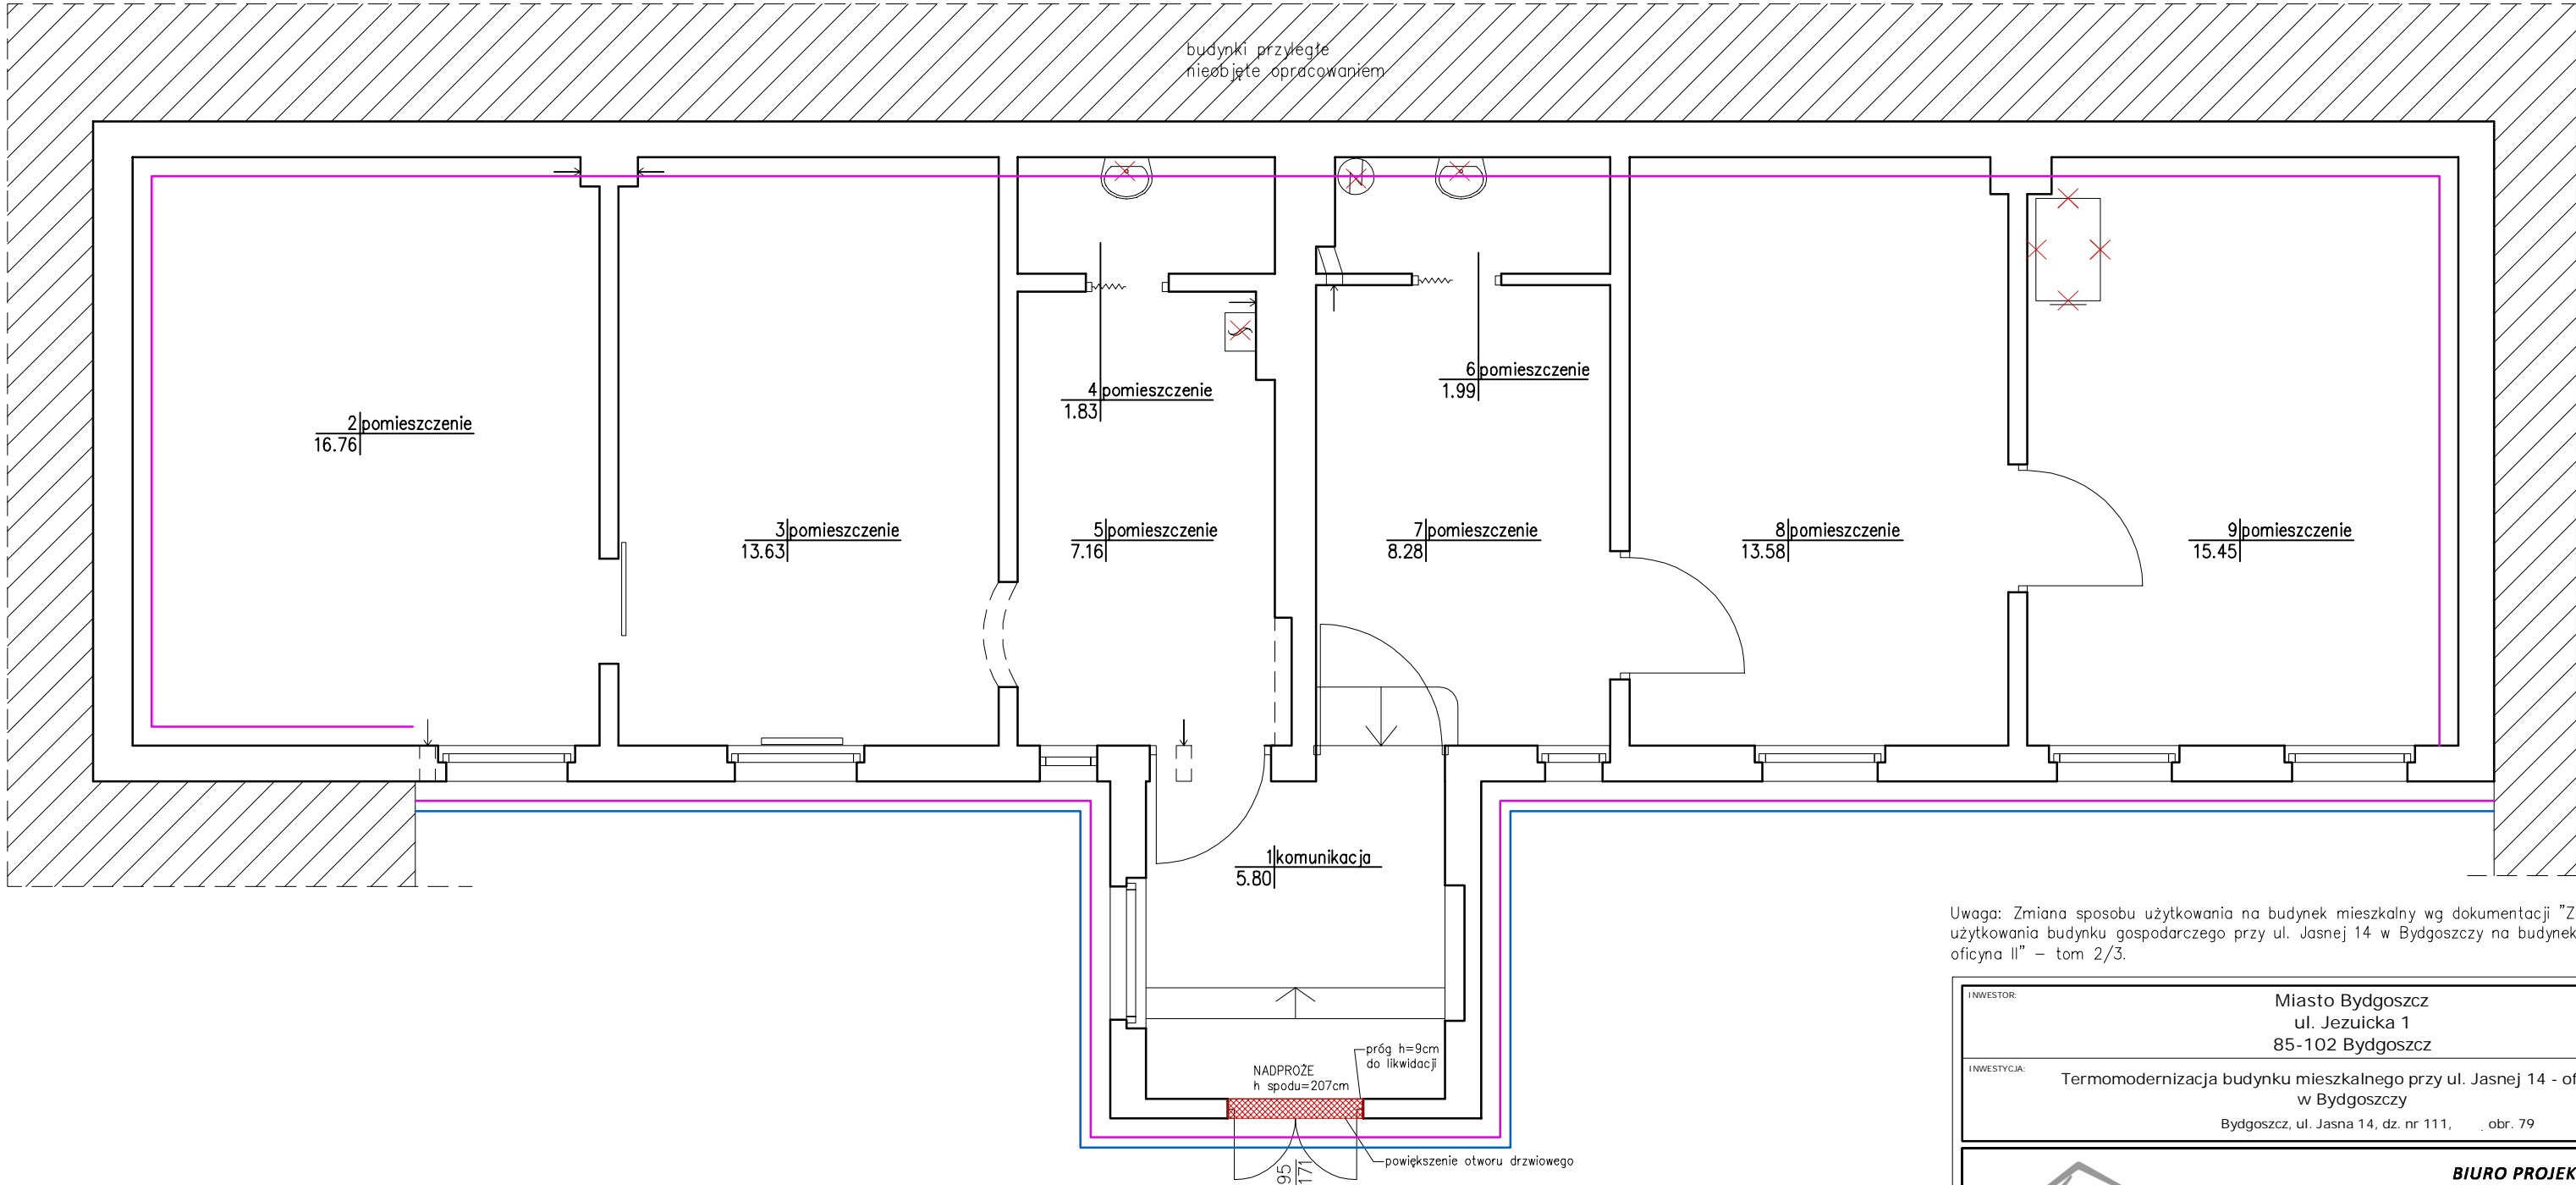 budynki przyległe
nieobjęte opracowaniem
2 pomieszczenie
16.76
3 pomieszczenie
13.63
4 pomieszczenie
1.83
5 pomieszczenie
7.16
6 pomieszczenie
1.99
7 pomieszczenie
8.28
8 pomieszczenie
13.58
9 pomieszczenie
15.45
1 komunikacja
5.80
próg h=9cm
do likwidacji
NADPROŻE
h spodu=207cm
powiększenie otworu drzwiowego
95
171
Uwaga: Zmiana sposobu użytkowania na budynek mieszkalny wg dokumentacji "Z
użytkowania budynku gospodarczego przy ul. Jasnej 14 w Bydgoszczy na budynek
oficyna II" – tom 2/3.
INWESTOR:
Miasto Bydgoszcz
ul. Jezuicka 1
85-102 Bydgoszcz
INWESTYCJA:
Termomodernizacja budynku mieszkalnego przy ul. Jasnej 14 - of
w Bydgoszczy
Bydgoszcz, ul. Jasna 14, dz. nr 111, obr. 79
BIURO PROJEK